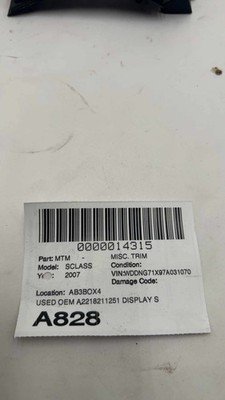 0000014315
Part: MTM - MISC. TRIM
Model: SCLASS Condition:
Year: 2007 VIN:WDDNG71X97A031070
Damage Code:
Location: AB3BOX4
USED OEM A2218211251 DISPLAY S
A828